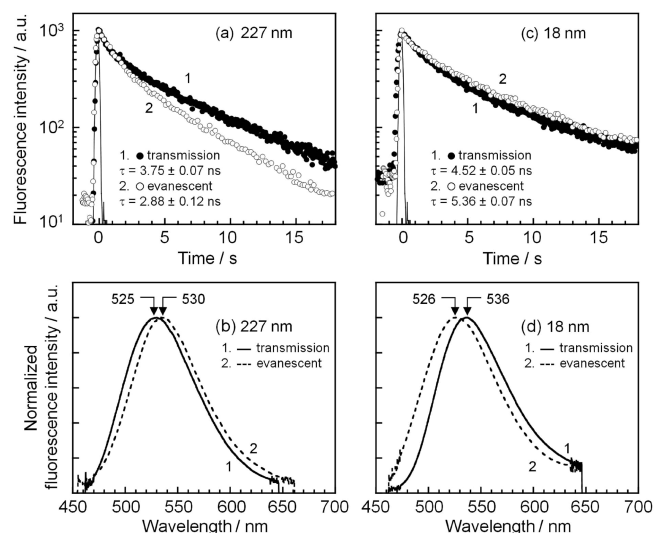 Fluorescence intensity / a.u.
10³
10²
10¹
(a) 227 nm
1
2
1. ● transmission
τ = 3.75 ± 0.07 ns
2. ○ evanescent
τ = 2.88 ± 0.12 ns
0 5 10 15
Time / s
(c) 18 nm
2
1
1. ● transmission
τ = 4.52 ± 0.05 ns
2. ○ evanescent
τ = 5.36 ± 0.07 ns
0 5 10 15
Time / s
Normalized
fluorescence intensity / a.u.
525 530
(b) 227 nm
1. transmission
2. evanescent
2
1
450 500 550 600 650 700
Wavelength / nm
526 536
(d) 18 nm
1. transmission
2. evanescent
1
2
450 500 550 600 650 700
Wavelength / nm